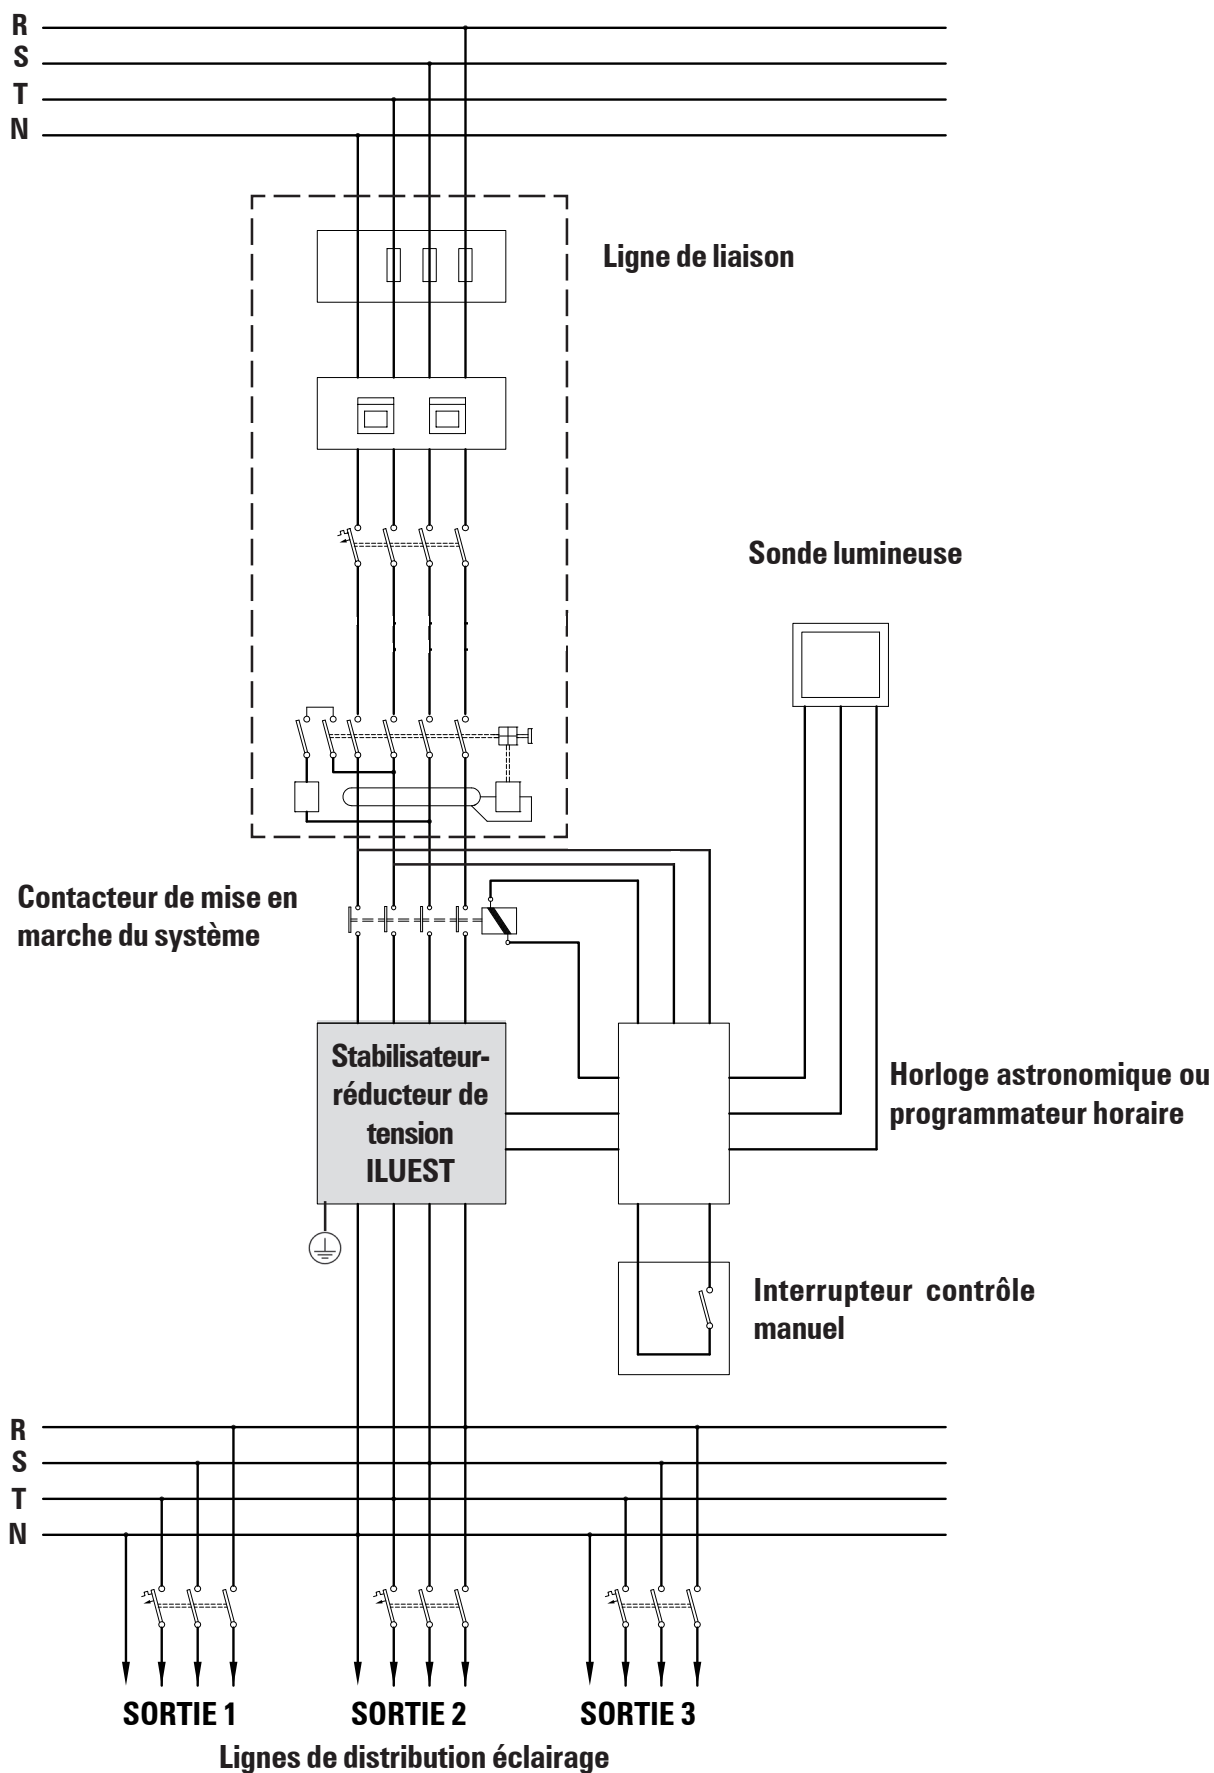 R
S
T
N
Ligne de liaison
Sonde lumineuse
Contacteur de mise en
marche du système
Stabilisateur-
réducteur de
tension
ILUEST
Horloge astronomique ou
programmateur horaire
Interrupteur contrôle
manuel
R
S
T
N
SORTIE 1
SORTIE 2
SORTIE 3
Lignes de distribution éclairage